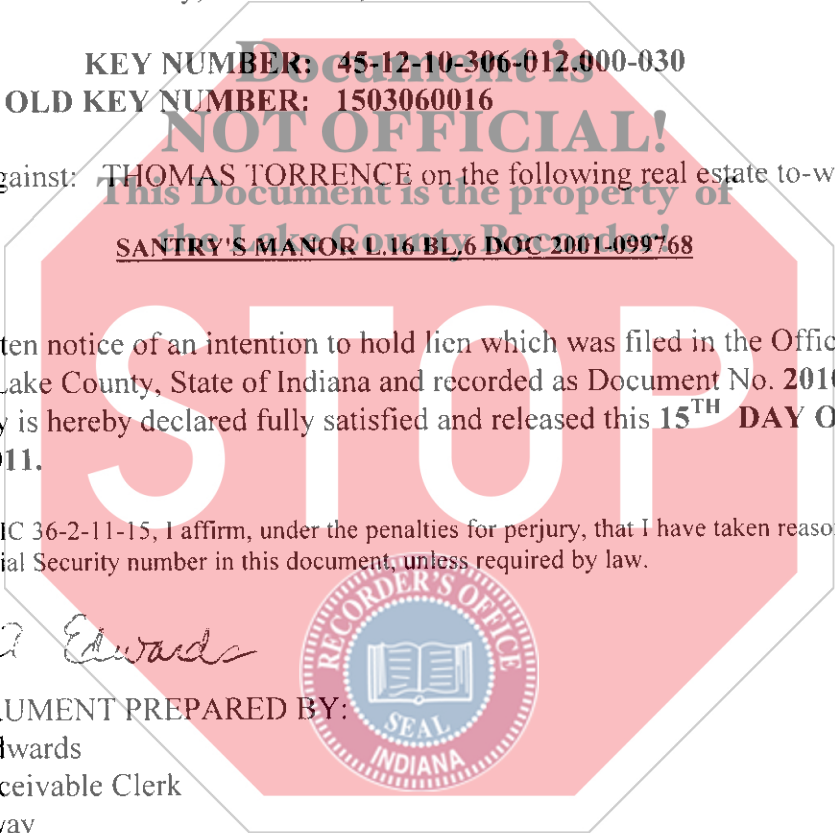 KEY NUMBER: 45-12-10-306-012.000-030
OLD KEY NUMBER: 1503060016
Document is
NOT OFFICIAL!
This Document is the property of
the Lake County Recorder!
gainst: THOMAS TORRENCE on the following real estate to-w
SANTRY'S MANOR L.16 BL.6 DOC 2001-099768
STOP
ten notice of an intention to hold lien which was filed in the Offic
Lake County, State of Indiana and recorded as Document No. 2010
y is hereby declared fully satisfied and released this 15TH DAY O
011.
IC 36-2-11-15, I affirm, under the penalties for perjury, that I have taken reaso
ial Security number in this document, unless required by law.
Edwards
RECORDER'S OFFICE
SEAL
INDIANA
UMENT PREPARED BY:
dwards
ceivable Clerk
way